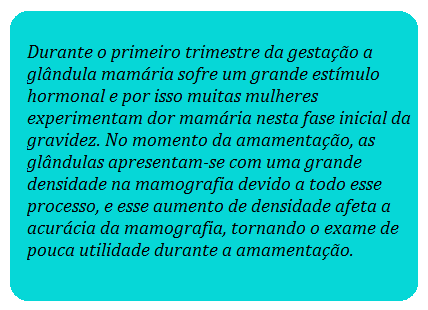 Durante o primeiro trimestre da gestação a
glândula mamária sofre um grande estímulo
hormonal e por isso muitas mulheres
experimentam dor mamária nesta fase inicial da
gravidez. No momento da amamentação, as
glândulas apresentam-se com uma grande
densidade na mamografia devido a todo esse
processo, e esse aumento de densidade afeta a
acurácia da mamografia, tornando o exame de
pouca utilidade durante a amamentação.